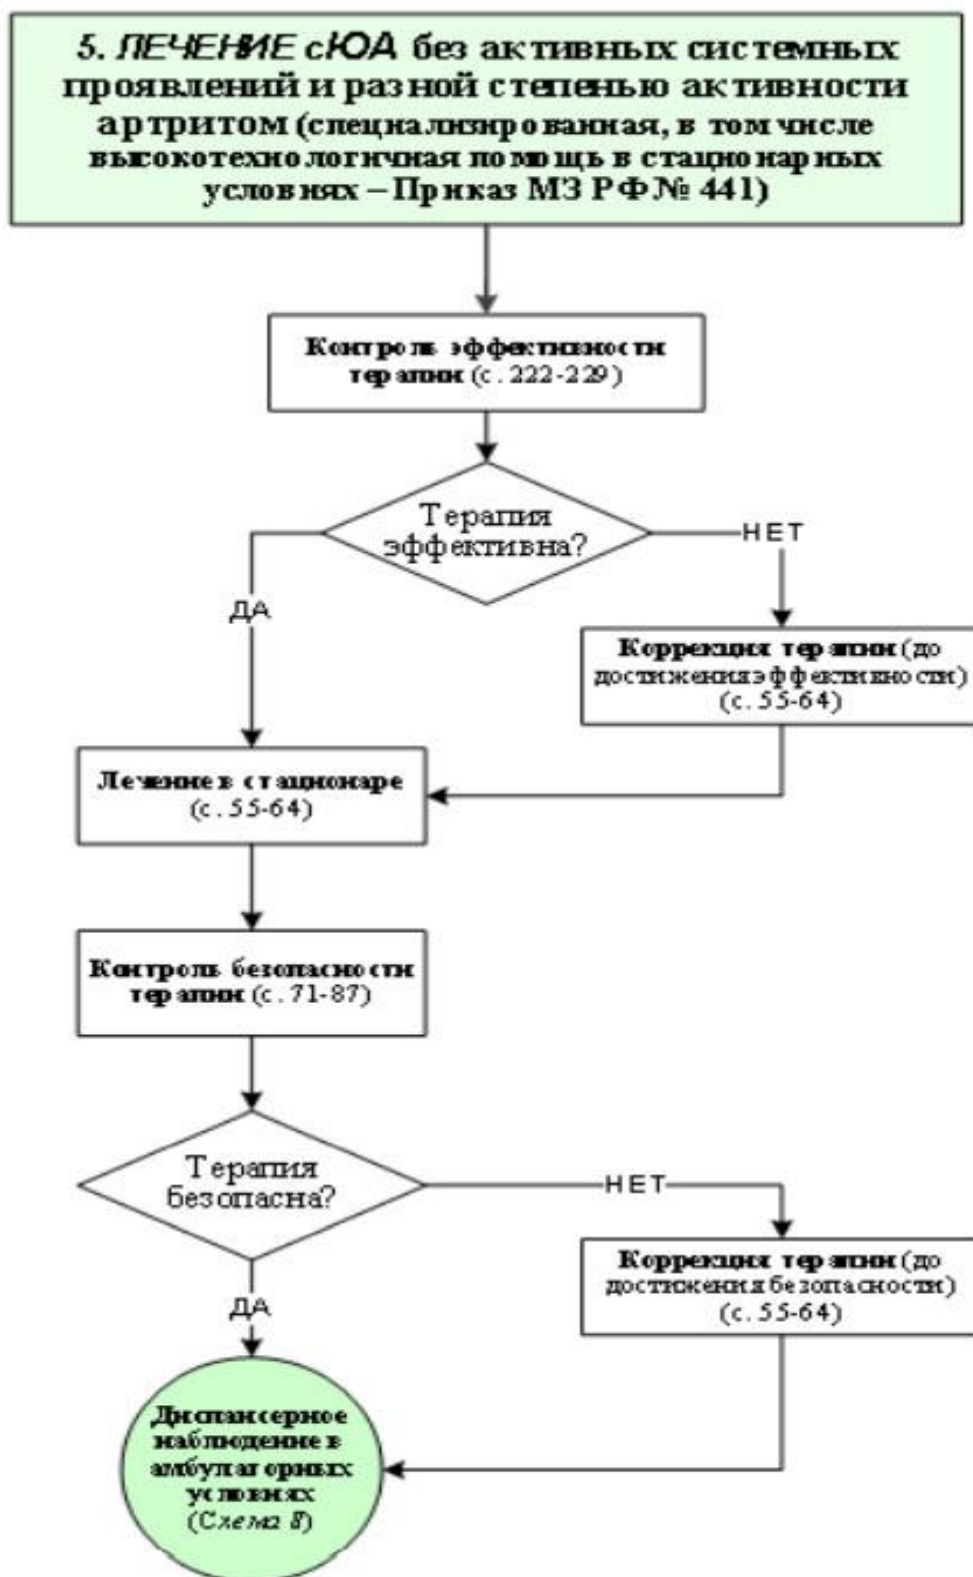 5. ЛЕЧЕНИЕ сЮА без активных системных
проявлений и разной степенью активности
артритом (специализированная, в том числе
высокотехнологичная помощь в стационарных
условиях – Приказ МЗ РФ № 441)
Контроль эффективности
терапии (с. 222-229)
Терапия
эффективна?
НЕТ
ДА
Коррекция терапии (до
достижения эффективности)
(с. 55-64)
Лечение в стационаре
(с. 55-64)
Контроль безопасности
терапии (с. 71-87)
Терапия
безопасна?
НЕТ
ДА
Коррекция терапии (до
достижения безопасности)
(с. 55-64)
Диспансерное
наблюдение в
амбулаторных
условиях
(Схема 8)